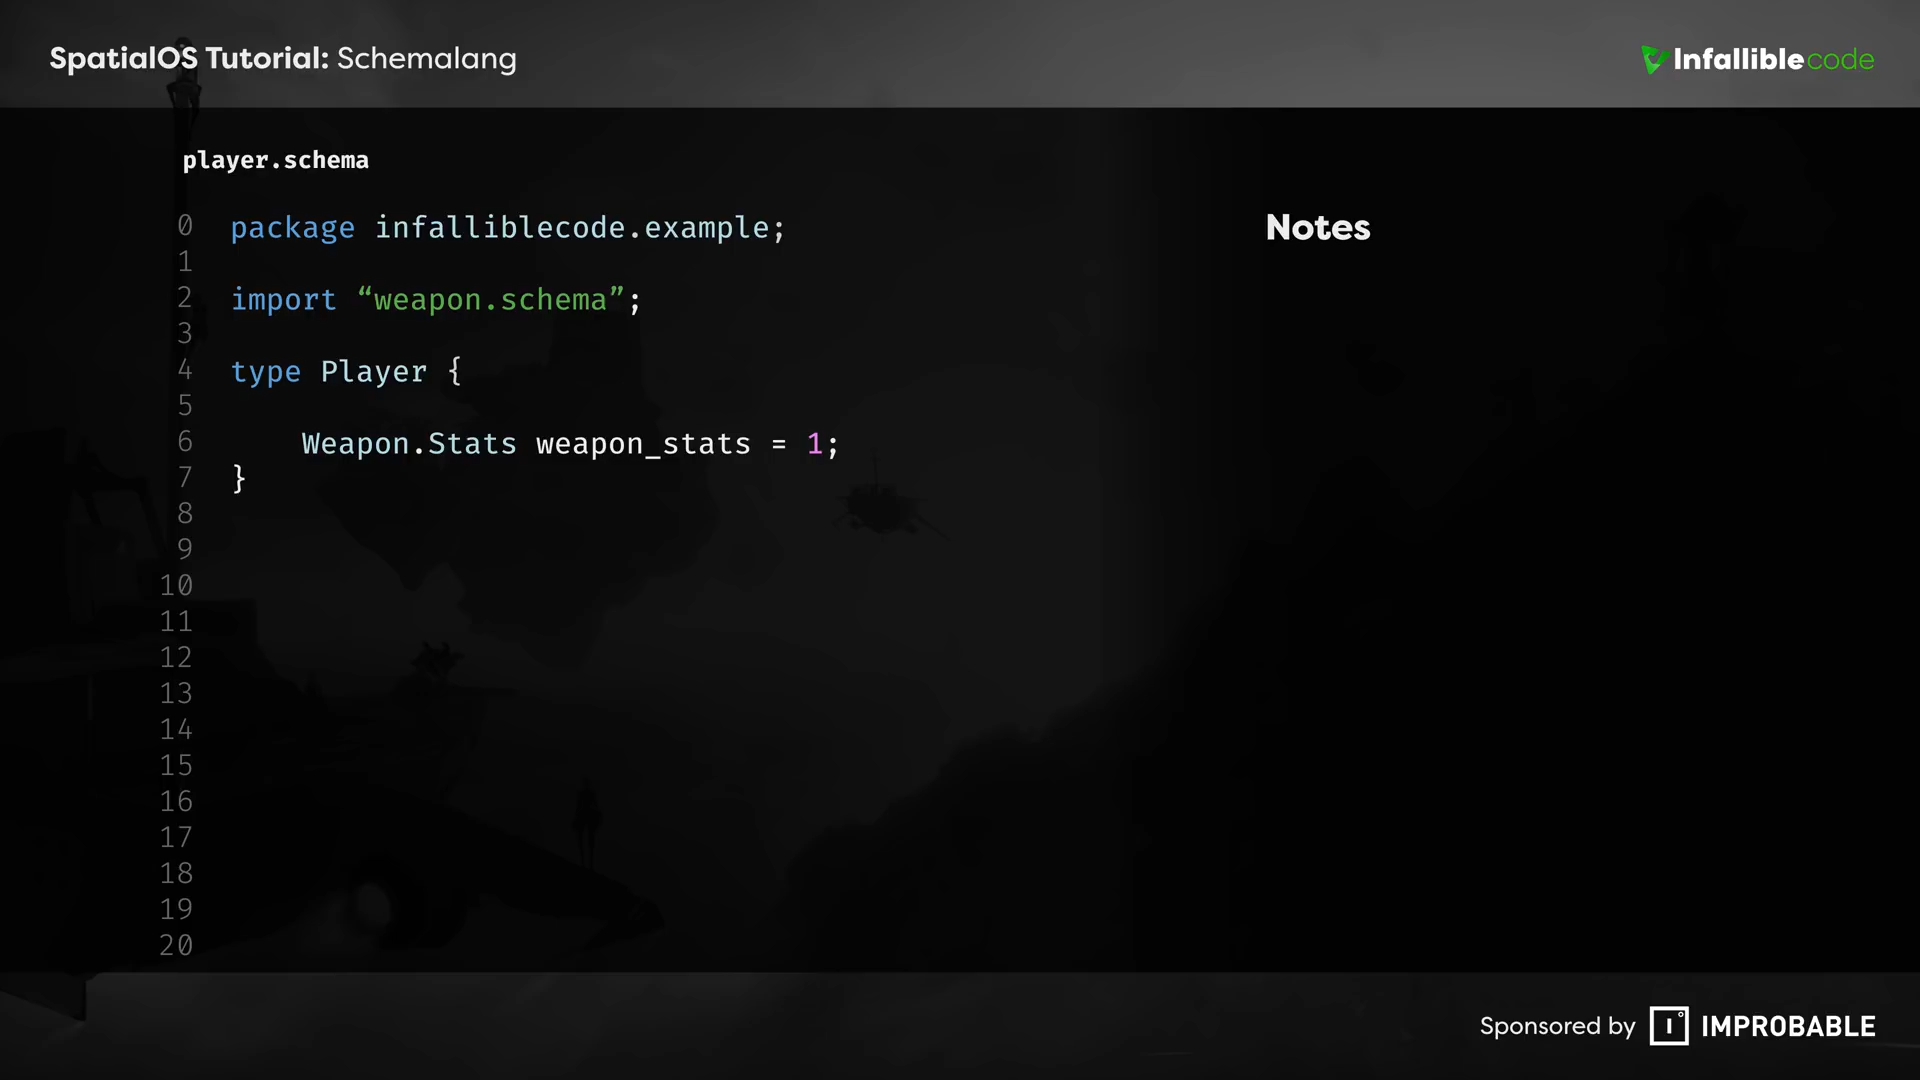 SpatialOS Tutorial: Schemalang
Infalliblecode
player.schema
0 package infalliblecode.example;
1
2 import “weapon.schema”;
3
4 type Player {
5
6 Weapon.Stats weapon_stats = 1;
7 }
8
9
10
11
12
13
14
15
16
17
18
19
20
Notes
Sponsored by I IMPROBABLE